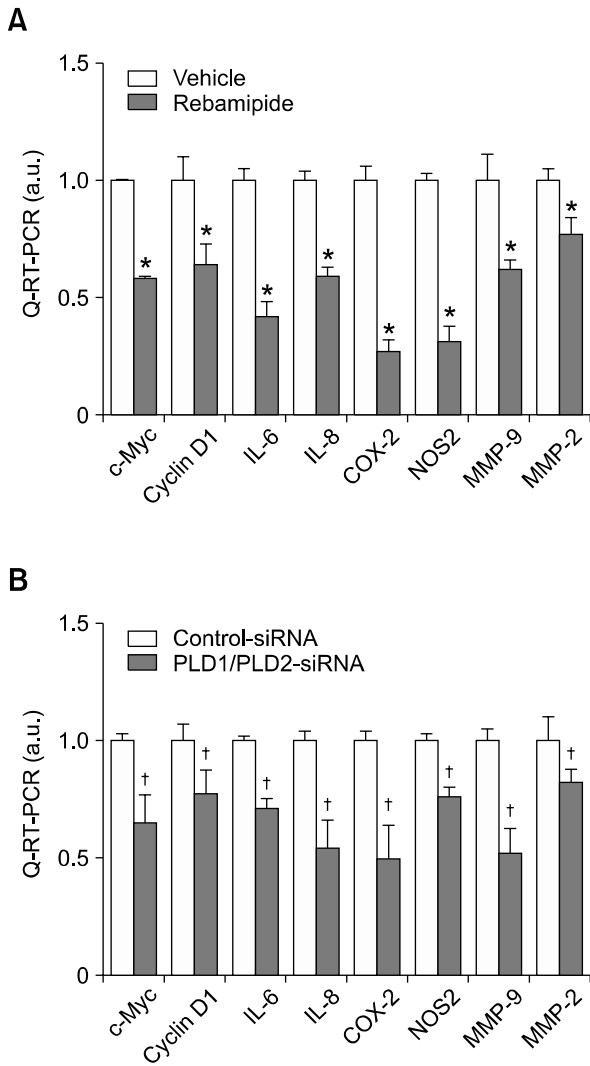 A
1.5
Vehicle
Rebamipide
1.0
Q-RT-PCR (a.u.)
* * * * * * * *
0.5
0
c-Myc Cyclin D1 IL-6 IL-8 COX-2 NOS2 MMP-9 MMP-2
B
1.5
Control-siRNA
PLD1/PLD2-siRNA
1.0
Q-RT-PCR (a.u.)
† † † † † † † †
0.5
0
c-Myc Cyclin D1 IL-6 IL-8 COX-2 NOS2 MMP-9 MMP-2